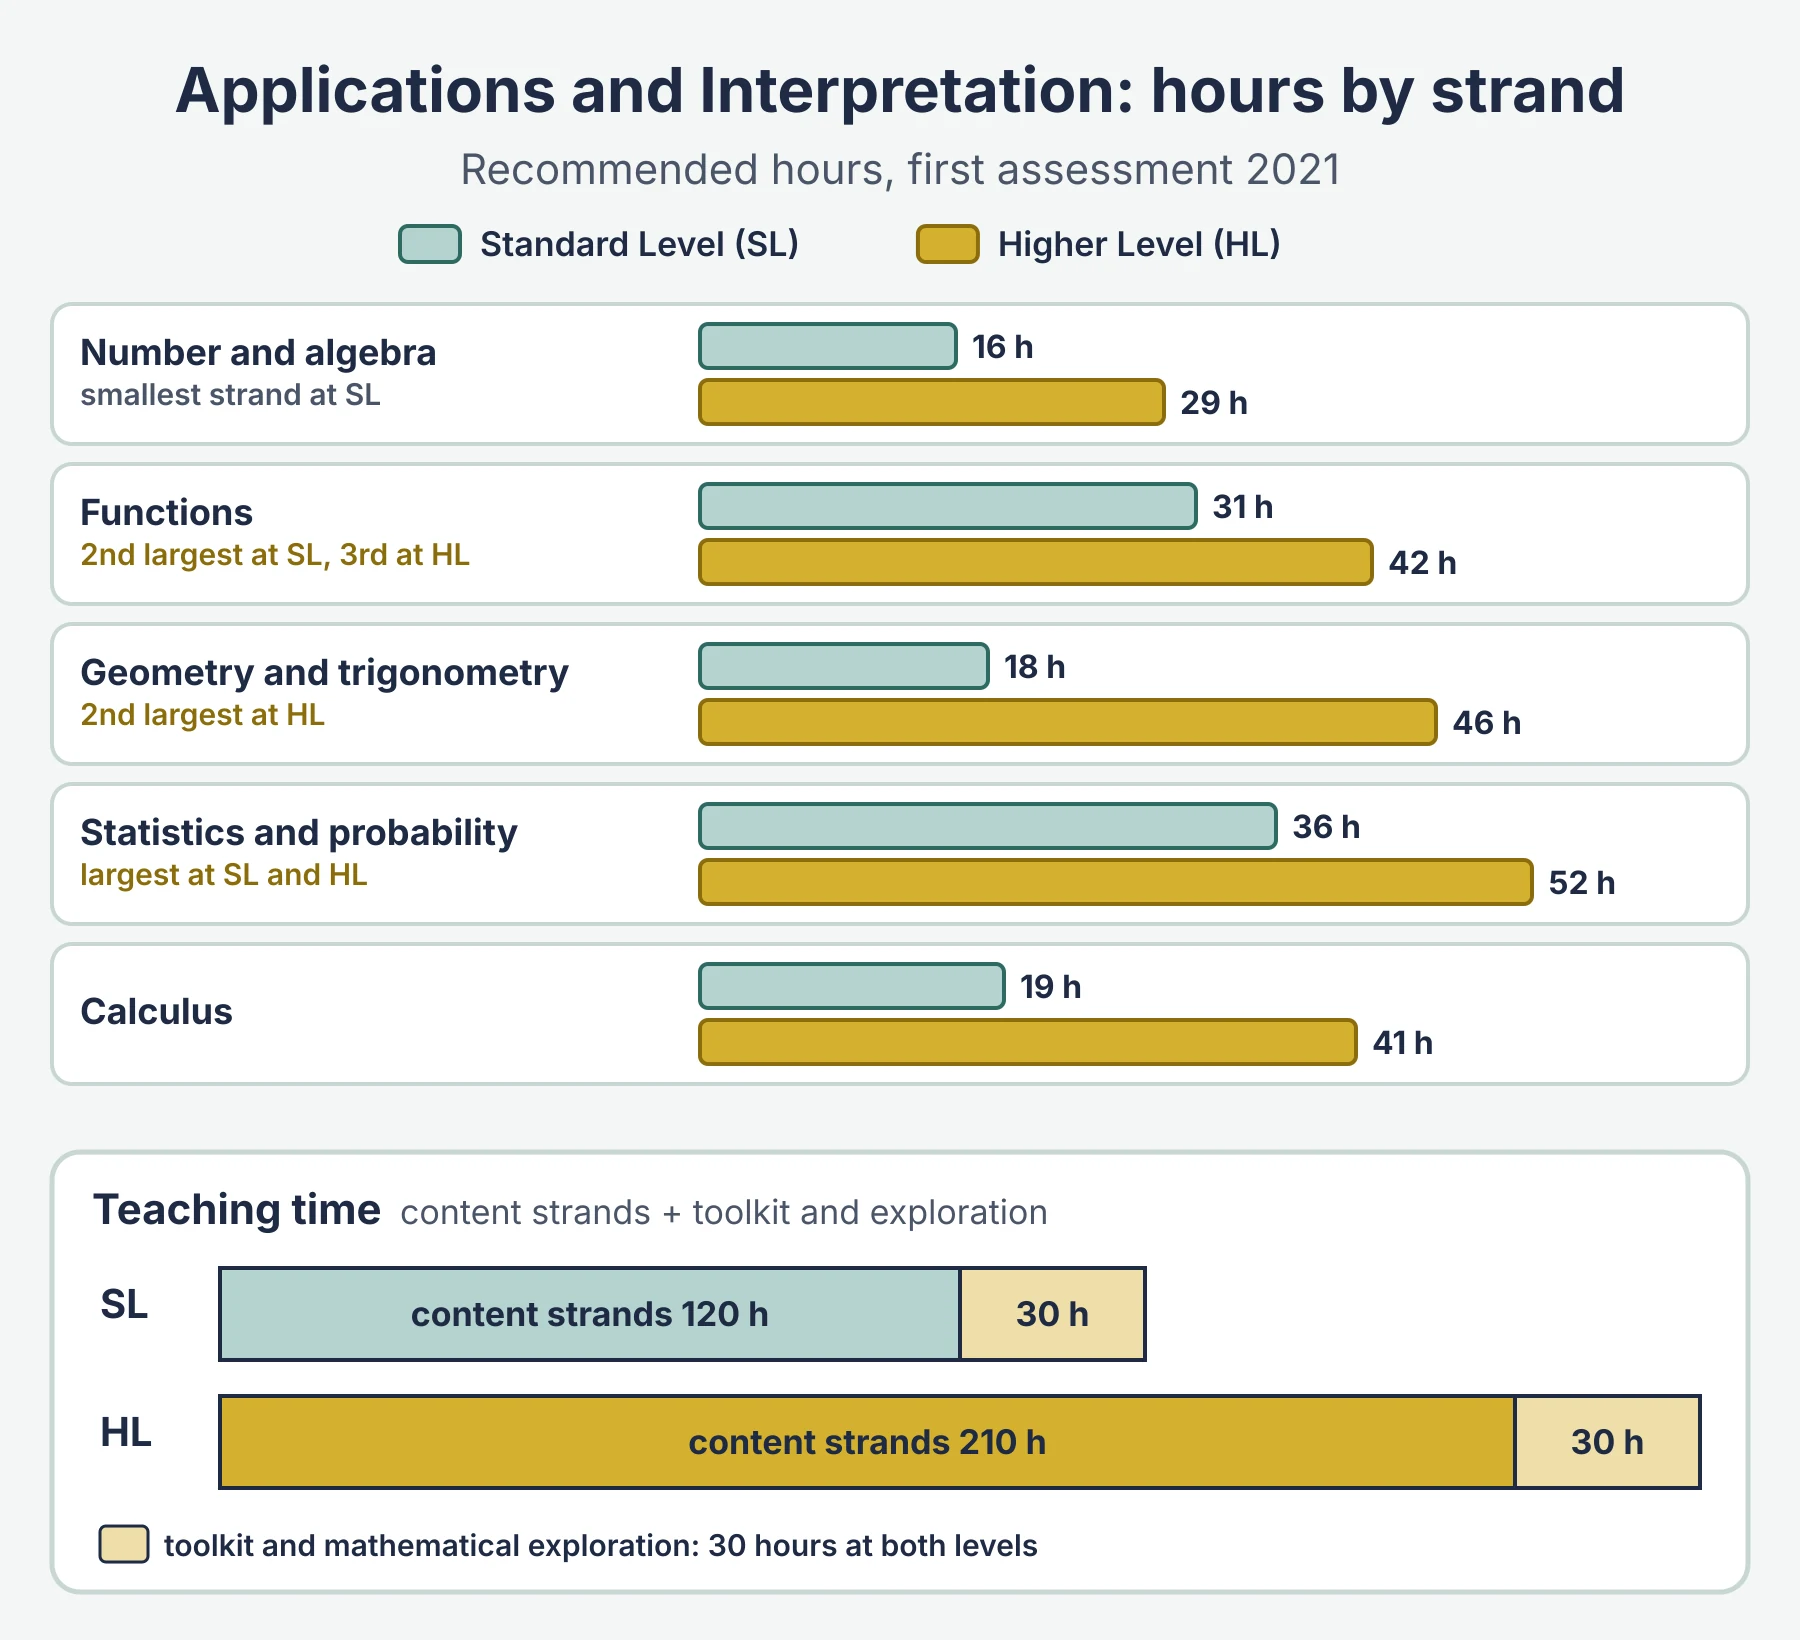 Applications and Interpretation: hours by strand
Recommended hours, first assessment 2021
Standard Level (SL)
Higher Level (HL)
Number and algebra
smallest strand at SL
16 h
29 h
Functions
2nd largest at SL, 3rd at HL
31 h
42 h
Geometry and trigonometry
2nd largest at HL
18 h
46 h
Statistics and probability
largest at SL and HL
36 h
52 h
Calculus
19 h
41 h
Teaching time content strands + toolkit and exploration
SL
content strands 120 h
30 h
HL
content strands 210 h
30 h
toolkit and mathematical exploration: 30 hours at both levels